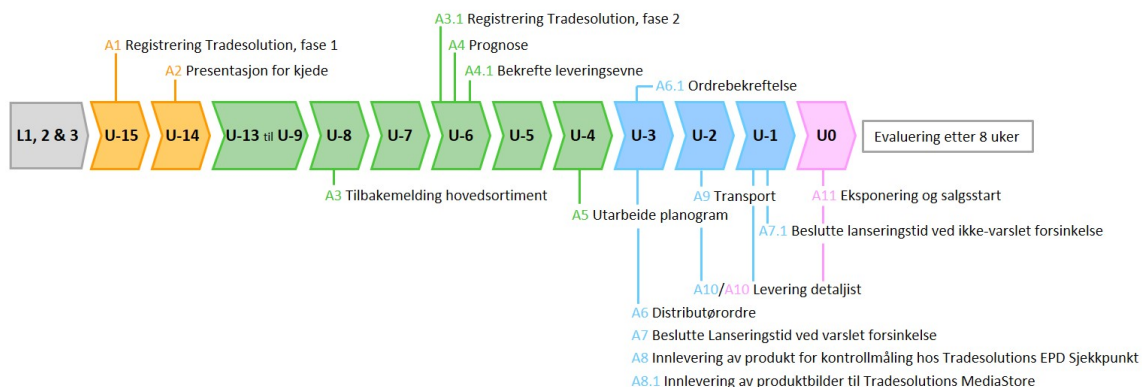 A3.1 Registrering Tradesolution, fase 2
A1 Registrering Tradesolution, fase 1
A4 Prognose
A2 Presentasjon for kjede
A4.1 Bekrefte leveringsevne
A6.1 Ordrebekreftelse
L1, 2 & 3
U-15
U-14
U-13 til U-9
U-8
U-7
U-6
U-5
U-4
U-3
U-2
U-1
U0
Evaluering etter 8 uker
A3 Tilbakemelding hovedsortiment
A9 Transport
A11 Eksponering og salgsstart
A5 Utarbeide planogram
A7.1 Beslutte lanseringstid ved ikke-varslet forsinkelse
A10/A10 Levering detaljist
A6 Distributørordre
A7 Beslutte Lanseringstid ved varslet forsinkelse
A8 Innlevering av produkt for kontrollmåling hos Tradesolutions EPD Sjekkpunkt
A8.1 Innlevering av produktbilder til Tradesolutions MediaStore